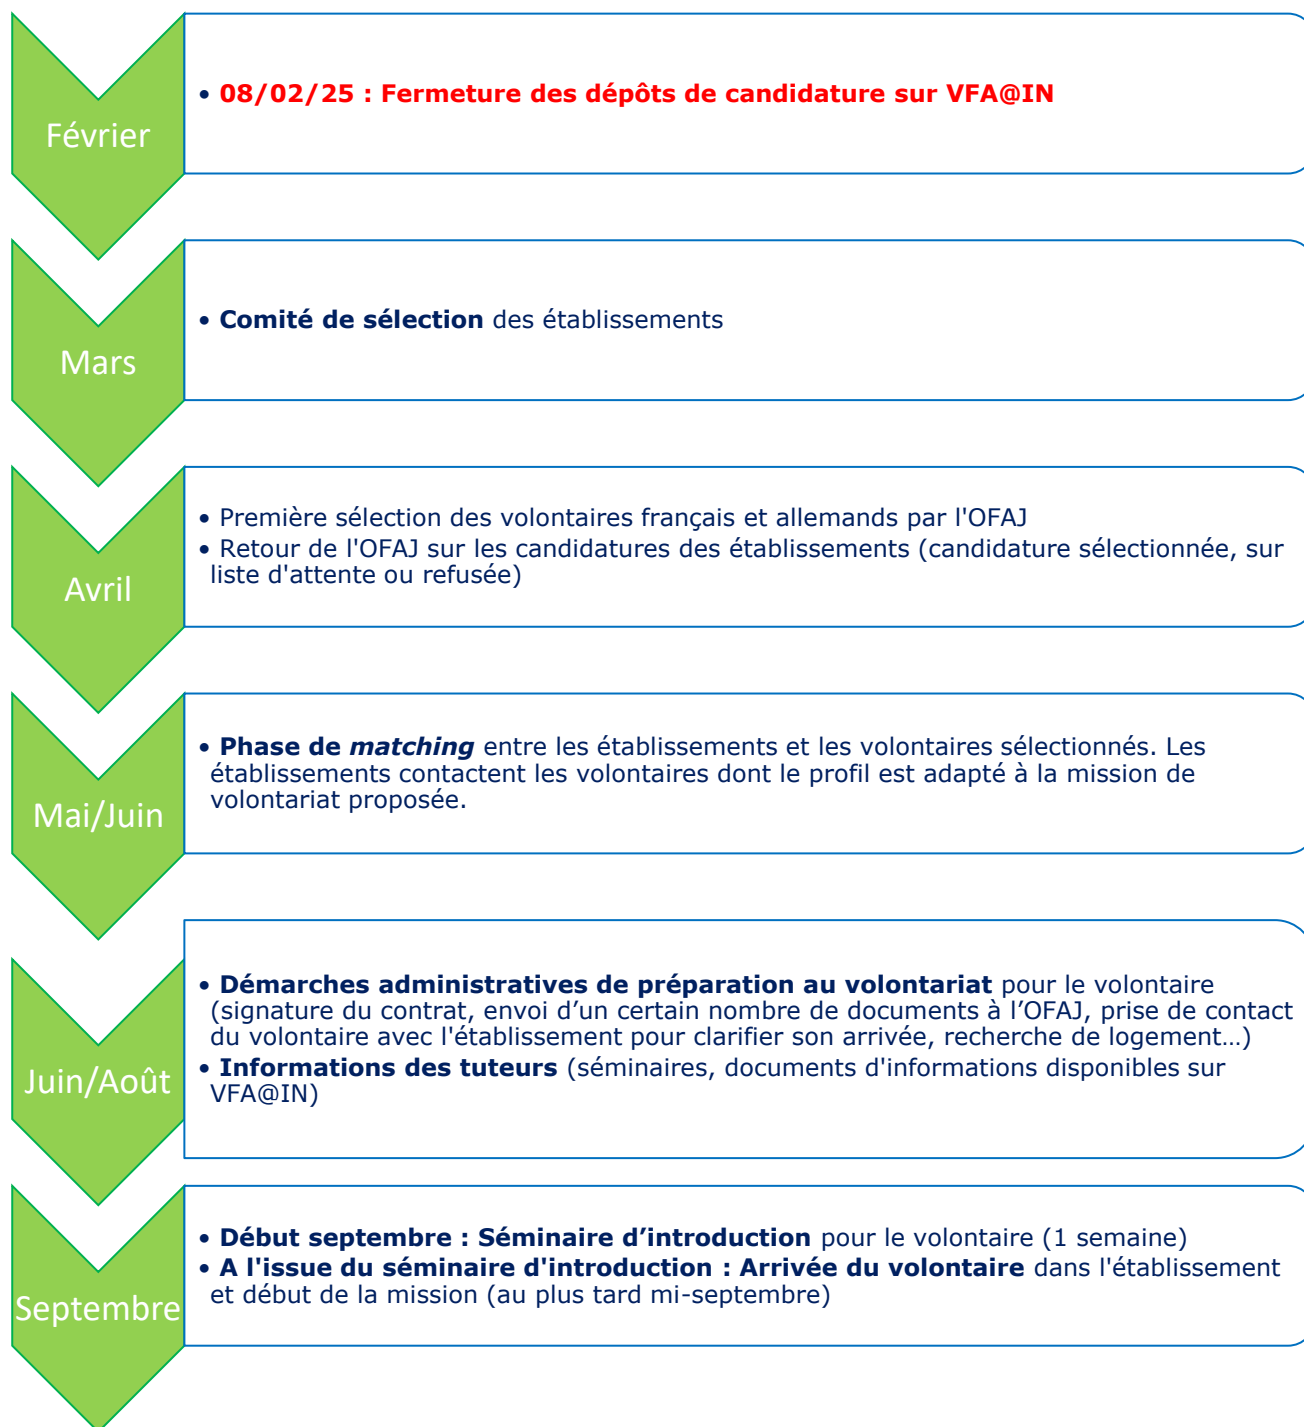 Février
• 08/02/25 : Fermeture des dépôts de candidature sur VFA@IN
Mars
• Comité de sélection des établissements
Avril
• Première sélection des volontaires français et allemands par l'OFAJ
• Retour de l'OFAJ sur les candidatures des établissements (candidature sélectionnée, sur
liste d'attente ou refusée)
Mai/Juin
• Phase de matching entre les établissements et les volontaires sélectionnés. Les
établissements contactent les volontaires dont le profil est adapté à la mission de
volontariat proposée.
Juin/Août
• Démarches administratives de préparation au volontariat pour le volontaire
(signature du contrat, envoi d’un certain nombre de documents à l’OFAJ, prise de contact
du volontaire avec l'établissement pour clarifier son arrivée, recherche de logement…)
• Informations des tuteurs (séminaires, documents d'informations disponibles sur
VFA@IN)
Septembre
• Début septembre : Séminaire d’introduction pour le volontaire (1 semaine)
• A l'issue du séminaire d'introduction : Arrivée du volontaire dans l'établissement
et début de la mission (au plus tard mi-septembre)